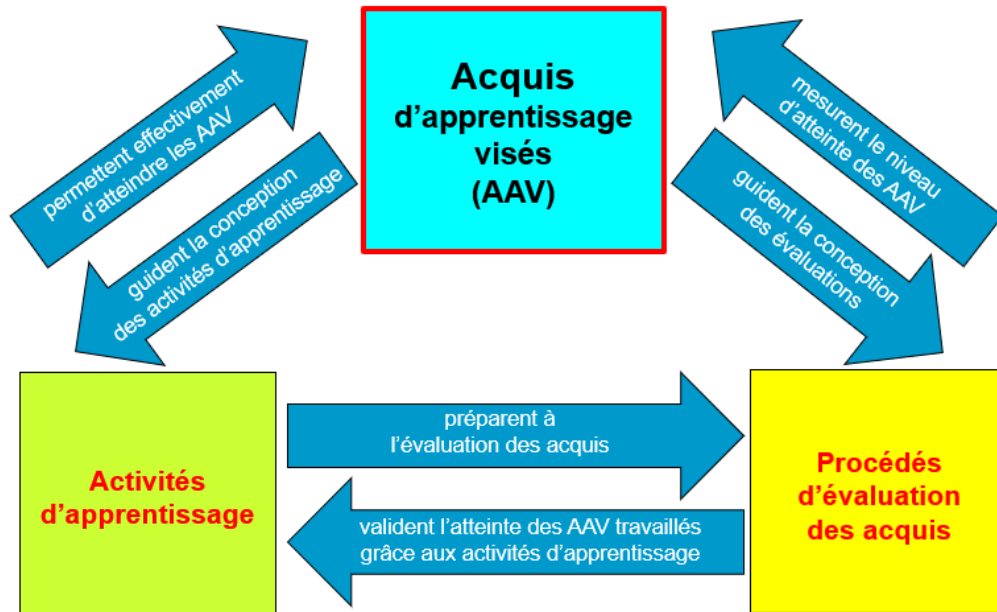 Acquis
d’apprentissage
visés
(AAV)
permettent effectivement
d’atteindre les AAV
guident la conception
des activités d’apprentissage
mesurent le niveau
d’atteinte des AAV
guident la conception
des évaluations
Activités
d’apprentissage
préparent à
l’évaluation des acquis
valident l’atteinte des AAV travaillés
grâce aux activités d’apprentissage
Procédés
d’évaluation
des acquis